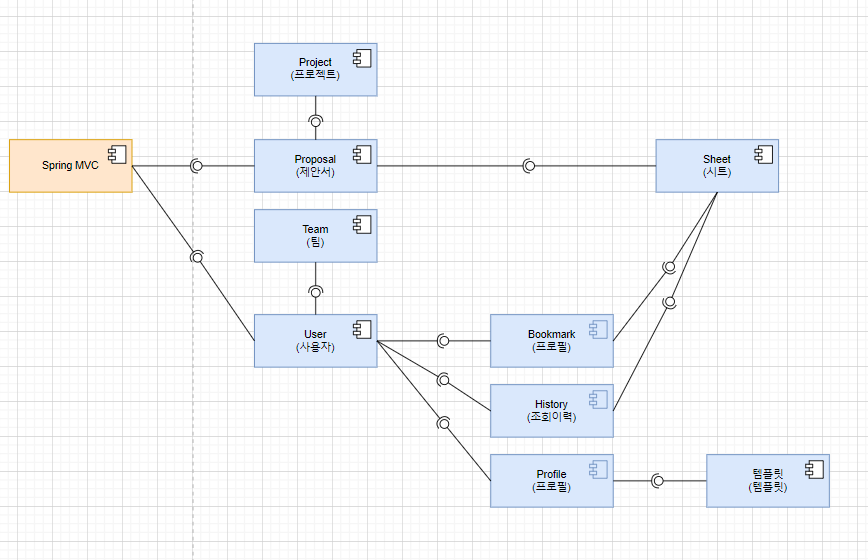 Project
(프로젝트)
Spring MVC
Proposal
(제안서)
Sheet
(시트)
Team
(팀)
User
(사용자)
Bookmark
(프로필)
History
(조회이력)
Profile
(프로필)
템플릿
(템플릿)